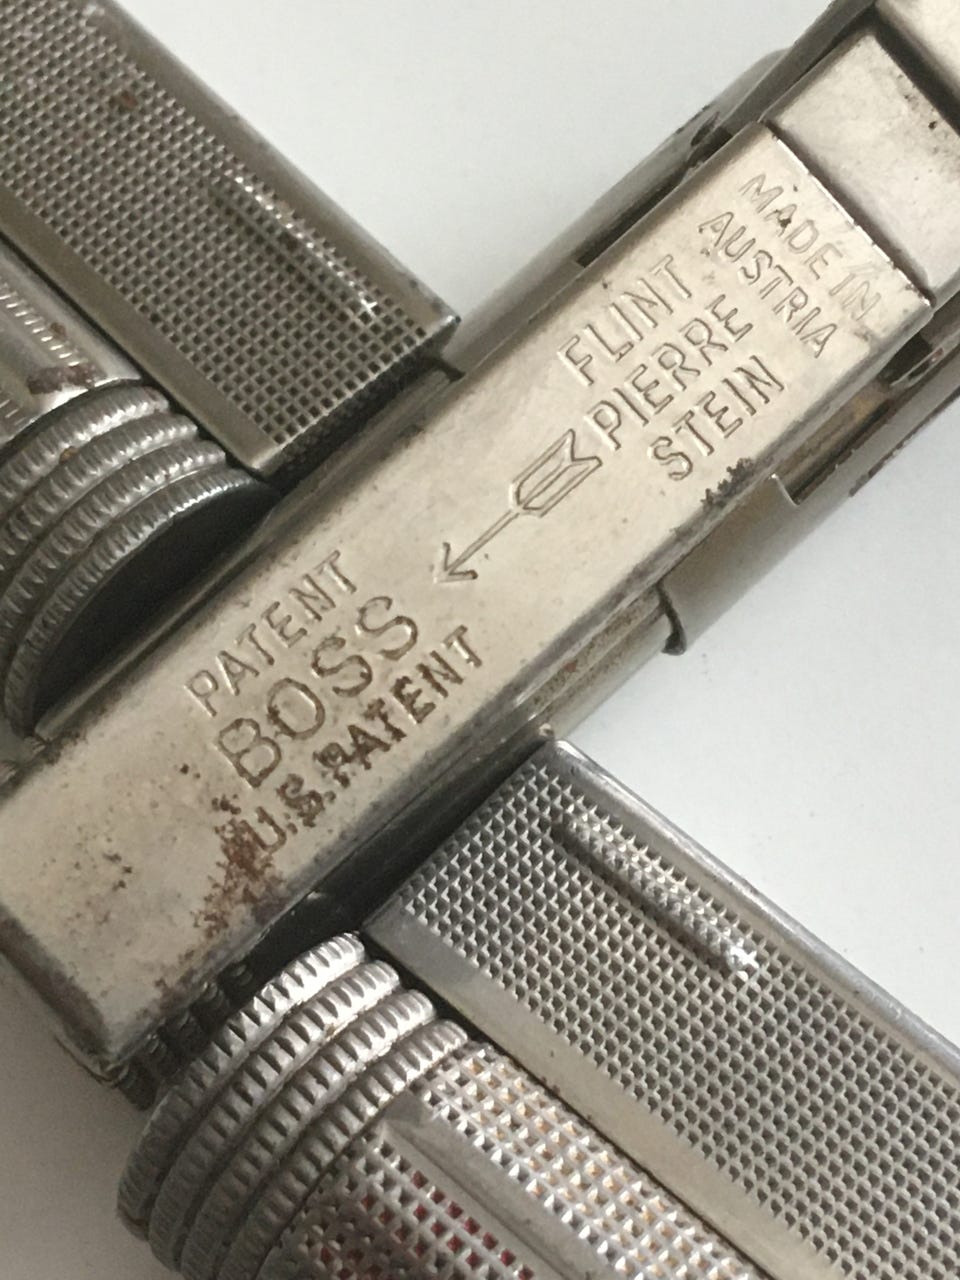 MADE IN
AUSTRIA
FLINT
PIERRE
STEIN
PATENT
BOSS
U.S.PATENT